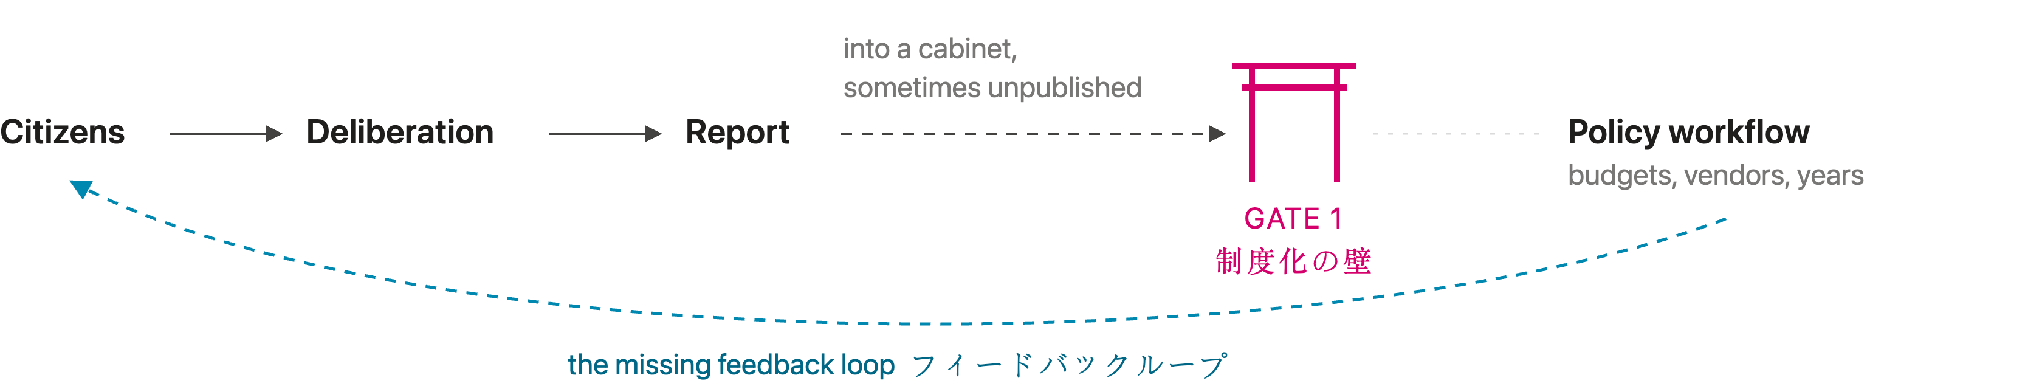 into a cabinet,
sometimes unpublished
Citizens
Deliberation
Report
Policy workflow
budgets, vendors, years
GATE 1
制度化の壁
the missing feedback loop フィードバックループ